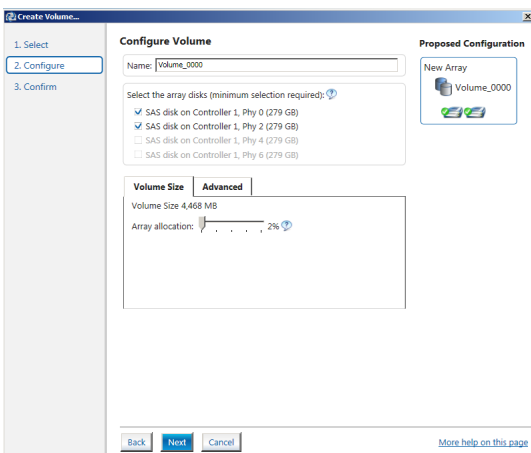 Create Volume...
1. Select
2. Configure
3. Confirm
Configure Volume
Name: Volume_0000
Select the array disks (minimum selection required):
SAS disk on Controller 1, Phy 0 (279 GB)
SAS disk on Controller 1, Phy 2 (279 GB)
SAS disk on Controller 1, Phy 4 (279 GB)
SAS disk on Controller 1, Phy 6 (279 GB)
Volume Size Advanced
Volume Size 4,468 MB
Array allocation: 2%
Proposed Configuration
New Array
Volume_0000
Back Next Cancel
More help on this page